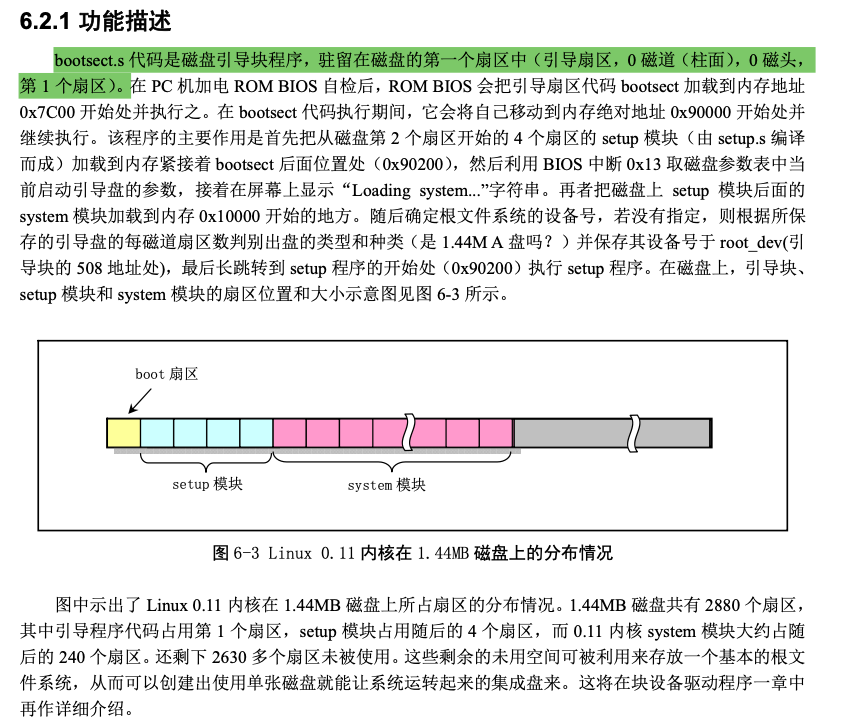 6.2.1 功能描述
bootsect.s 代码是磁盘引导块程序，驻留在磁盘的第一个扇区中（引导扇区，0 磁道（柱面），0 磁头，
第 1 个扇区）。在 PC 机加电 ROM BIOS 自检后，ROM BIOS 会把引导扇区代码 bootsect 加载到内存地址
0x7C00 开始处并执行之。在 bootsect 代码执行期间，它会将自己移动到内存绝对地址 0x90000 开始处并
继续执行。该程序的主要作用是首先把从磁盘第 2 个扇区开始的 4 个扇区的 setup 模块（由 setup.s 编译
而成）加载到内存紧接着 bootsect 后面位置处（0x90200），然后利用 BIOS 中断 0x13 取磁盘参数表中当
前启动引导盘的参数，接着在屏幕上显示“Loading system...”字符串。再者把磁盘上 setup 模块后面的
system 模块加载到内存 0x10000 开始的地方。随后确定根文件系统的设备号，若没有指定，则根据所保
存的引导盘的每磁道扇区数判别出盘的类型和种类（是 1.44M A 盘吗？）并保存其设备号于 root_dev(引
导块的 508 地址处)，最后长跳转到 setup 程序的开始处（0x90200）执行 setup 程序。在磁盘上，引导块、
setup 模块和 system 模块的扇区位置和大小示意图见图 6-3 所示。
boot 扇区
setup 模块
system 模块
图 6-3 Linux 0.11 内核在 1.44MB 磁盘上的分布情况
图中示出了 Linux 0.11 内核在 1.44MB 磁盘上所占扇区的分布情况。1.44MB 磁盘共有 2880 个扇区，
其中引导程序代码占用第 1 个扇区，setup 模块占用随后的 4 个扇区，而 0.11 内核 system 模块大约占随
后的 240 个扇区。还剩下 2630 多个扇区未被使用。这些剩余的未用空间可被利用来存放一个基本的根文
件系统，从而可以创建出使用单张磁盘就能让系统运转起来的集成盘来。这将在块设备驱动程序一章中
再作详细介绍。